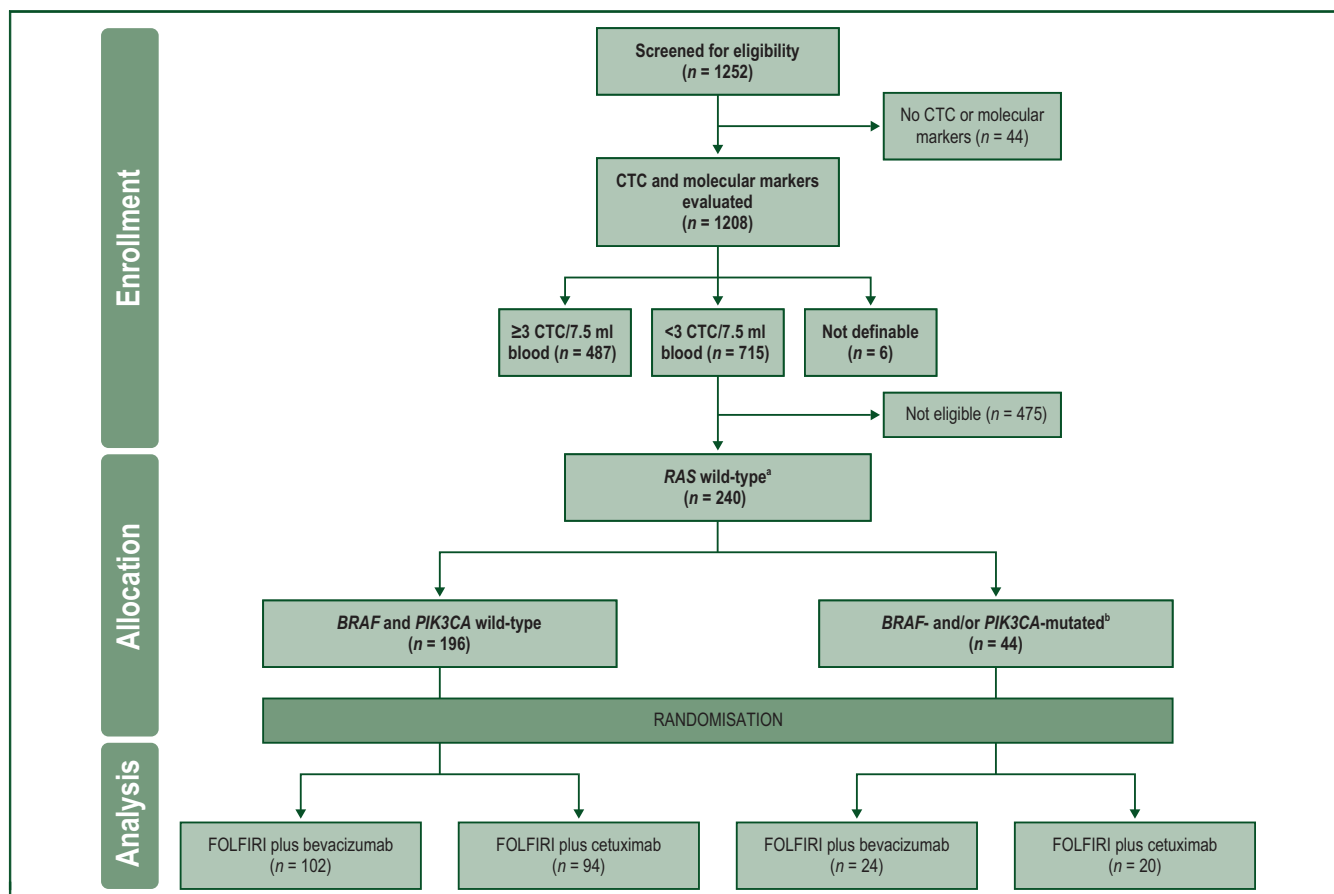 Enrollment
Screened for eligibility
(n = 1252)
No CTC or molecular
markers (n = 44)
CTC and molecular markers
evaluated
(n = 1208)
≥3 CTC/7.5 ml
blood (n = 487)
<3 CTC/7.5 ml
blood (n = 715)
Not definable
(n = 6)
Not eligible (n = 475)
Allocation
RAS wild-typeᵃ
(n = 240)
BRAF and PIK3CA wild-type
(n = 196)
BRAF- and/or PIK3CA-mutatedᵇ
(n = 44)
RANDOMISATION
Analysis
FOLFIRI plus bevacizumab
(n = 102)
FOLFIRI plus cetuximab
(n = 94)
FOLFIRI plus bevacizumab
(n = 24)
FOLFIRI plus cetuximab
(n = 20)